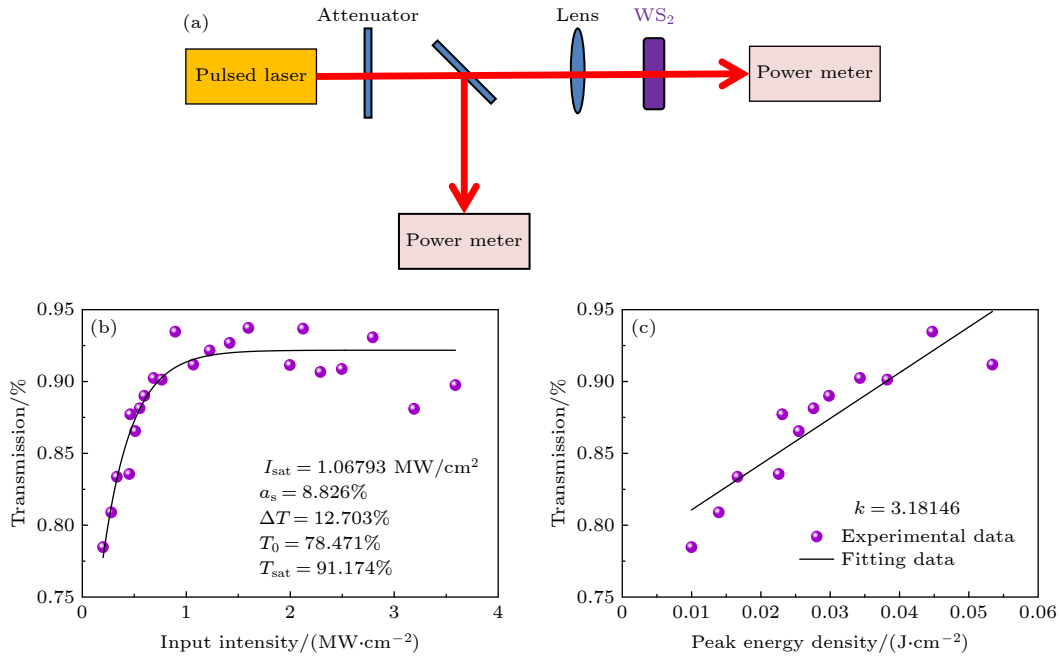 (a)
Attenuator
Lens
WS₂
Pulsed laser
Power meter
Power meter
(b)
Transmission/%
0.95
0.90
0.85
0.80
0.75
I_sat = 1.06793 MW/cm²
a_s = 8.826%
ΔT = 12.703%
T₀ = 78.471%
T_sat = 91.174%
0 1 2 3 4
Input intensity/(MW·cm⁻²)
(c)
Transmission/%
0.95
0.90
0.85
0.80
0.75
k = 3.18146
Experimental data
Fitting data
0 0.01 0.02 0.03 0.04 0.05 0.06
Peak energy density/(J·cm⁻²)